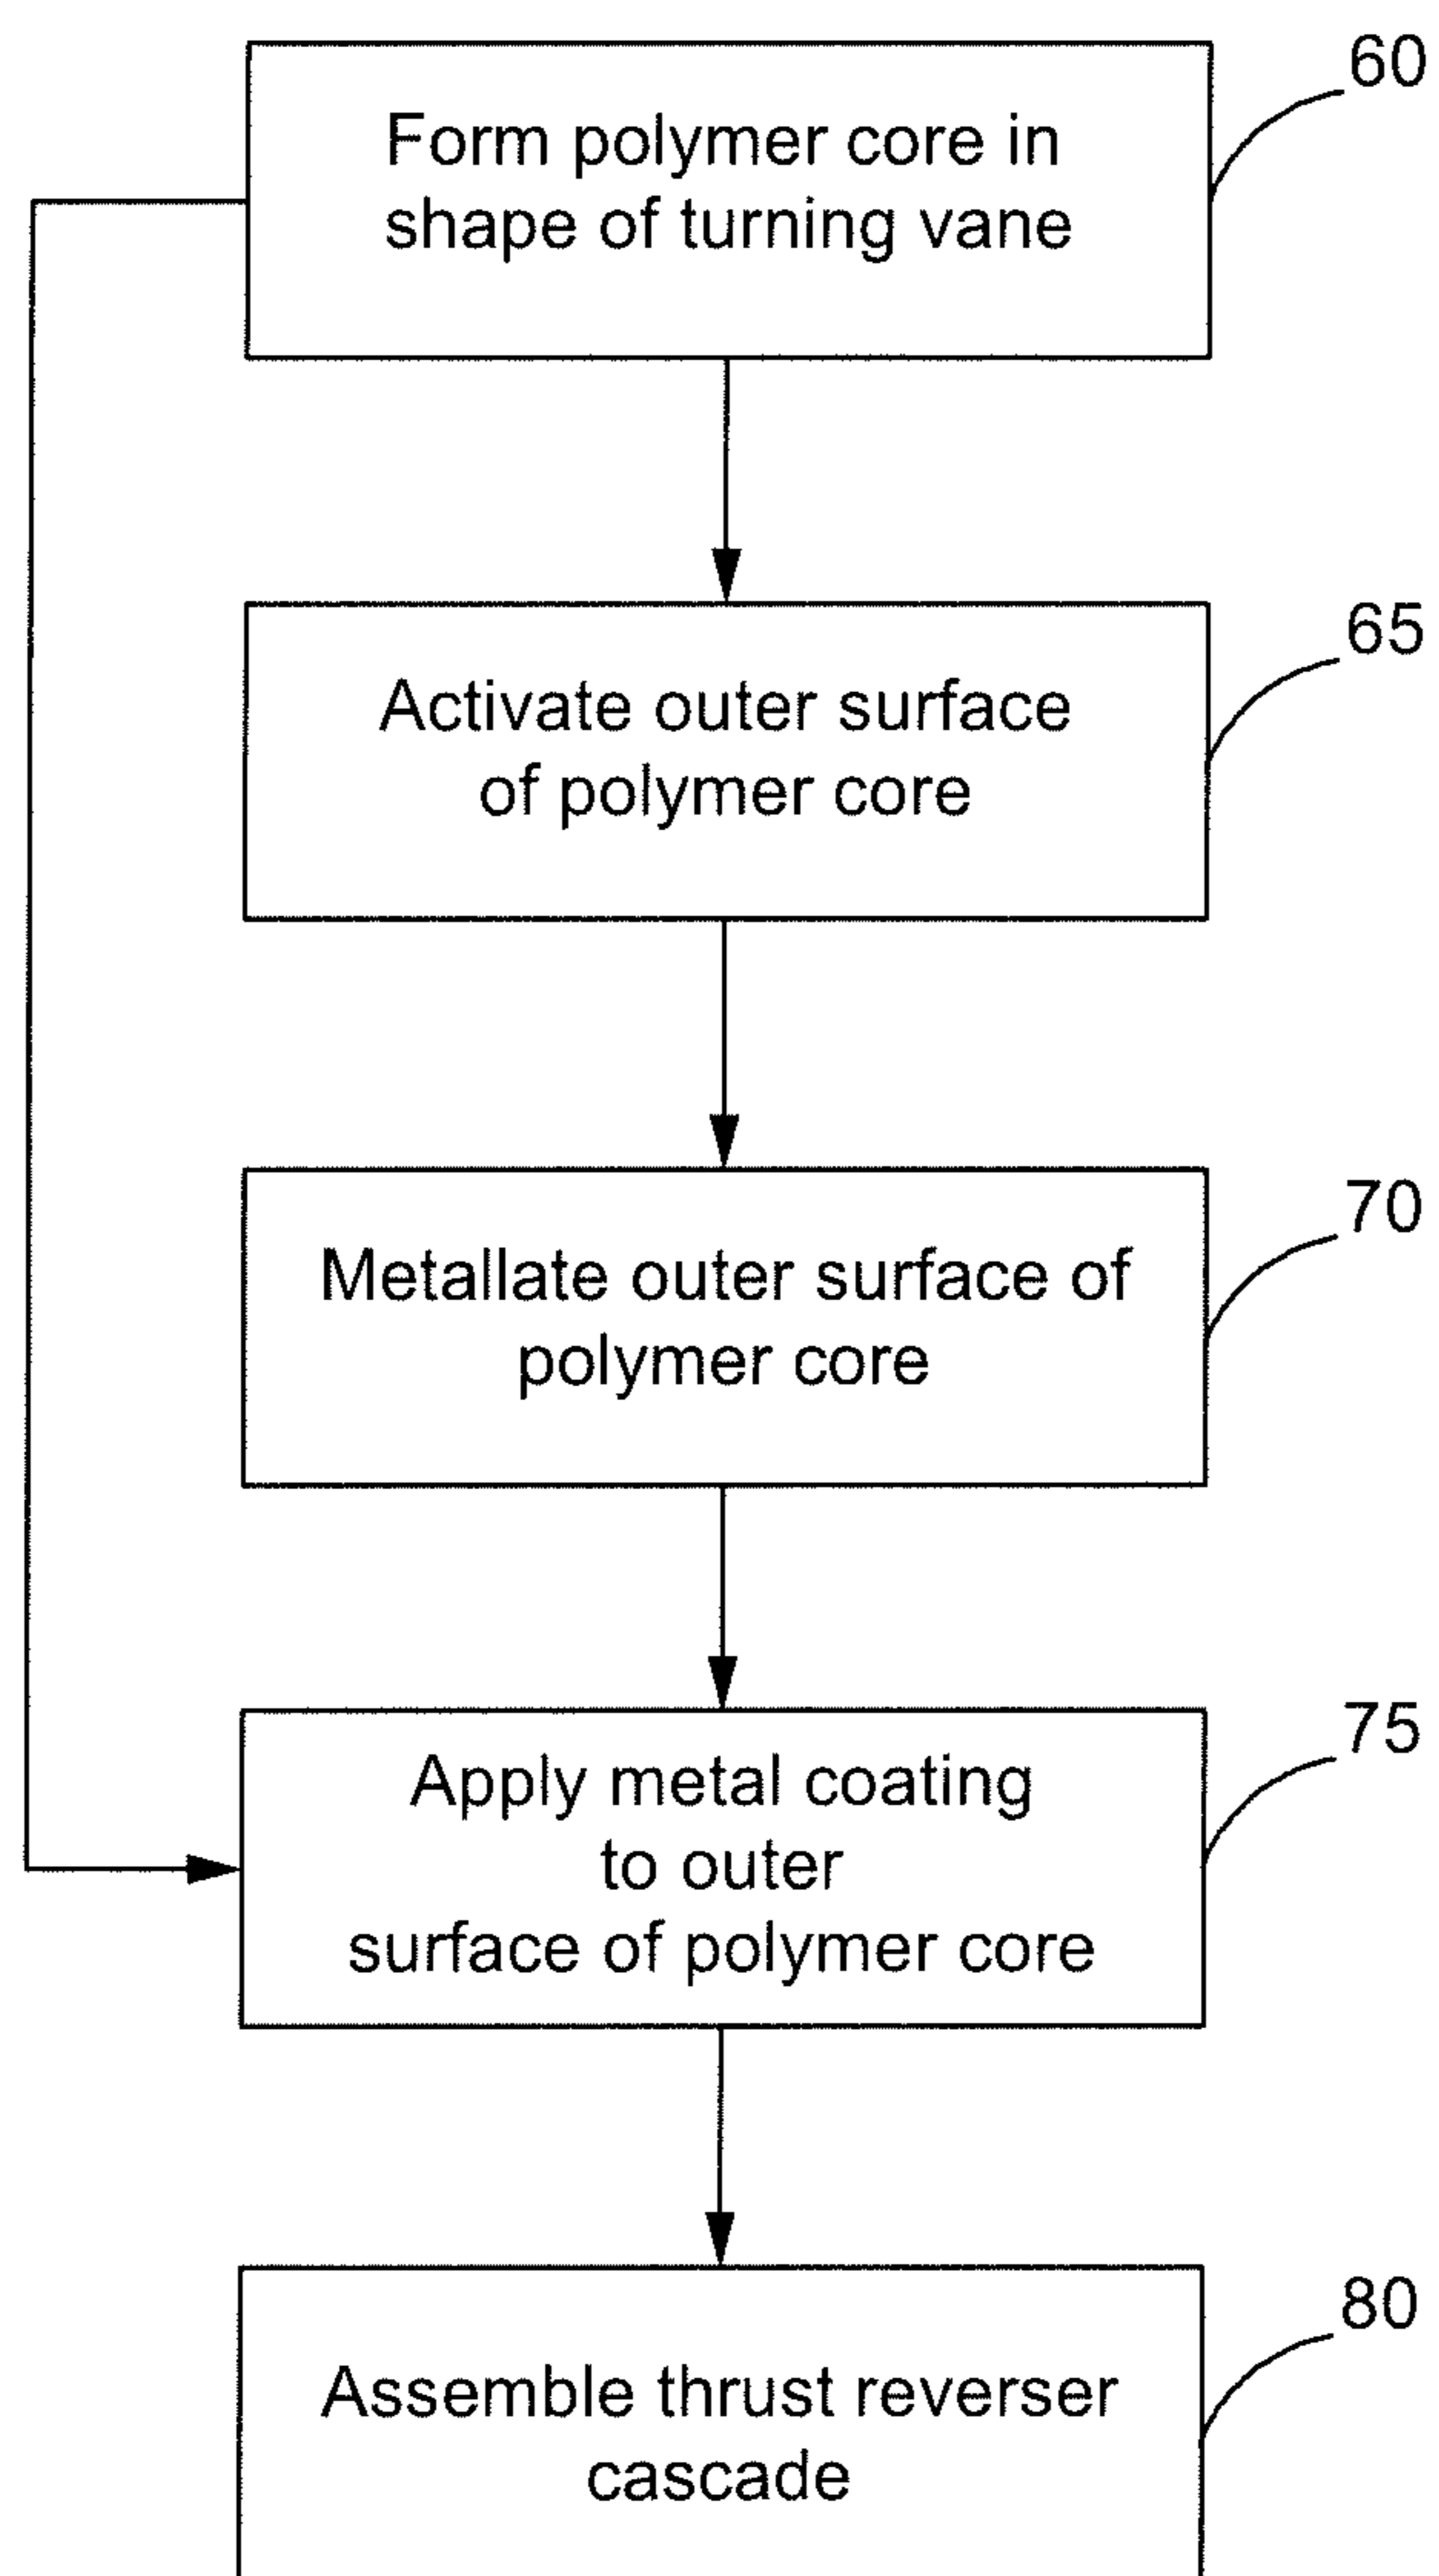 60
Form polymer core in
shape of turning vane
65
Activate outer surface
of polymer core
70
Metallate outer surface of
polymer core
75
Apply metal coating
to outer
surface of polymer core
80
Assemble thrust reverser
cascade